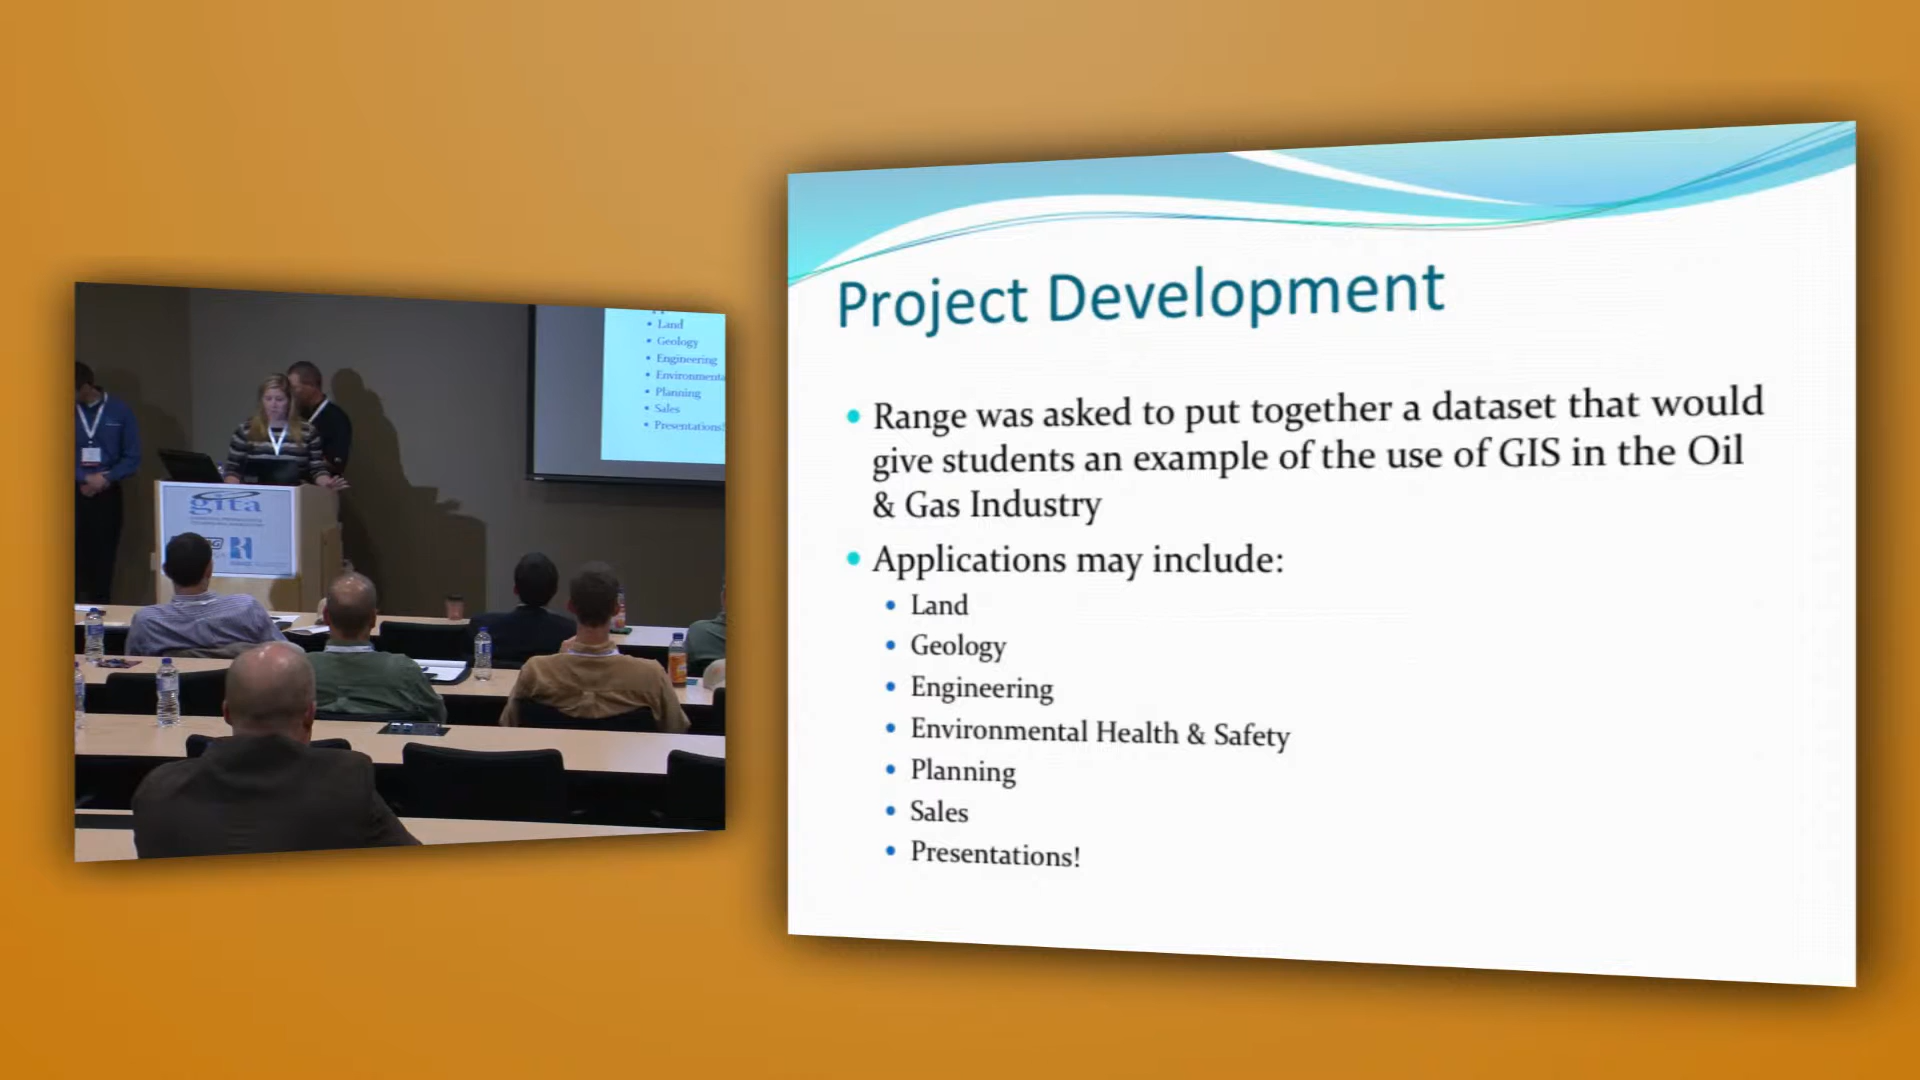 Land
Geology
Engineering
Environmenta
Planning
Sales
Presentations!
gita
Project Development
Range was asked to put together a dataset that would
give students an example of the use of GIS in the Oil
& Gas Industry
Applications may include:
Land
Geology
Engineering
Environmental Health & Safety
Planning
Sales
Presentations!